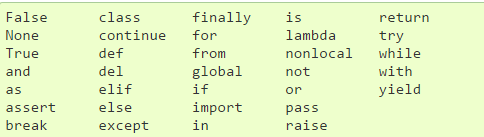 False class finally is return
None continue for lambda try
True def from nonlocal while
and del global not with
as elif if or yield
assert else import pass
break except in raise